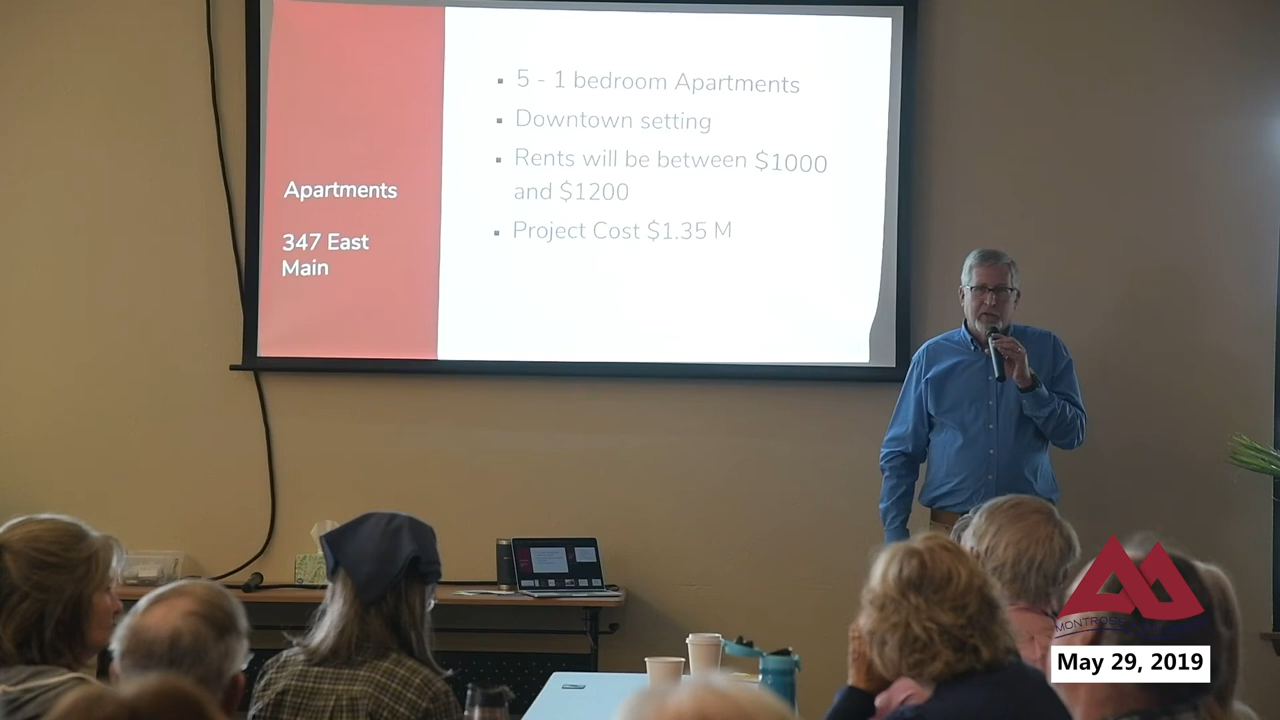 5 - 1 bedroom Apartments
Downtown setting
Rents will be between $1000
and $1200
Project Cost $1.35 M
Apartments
347 East
Main
MONTROSE
May 29, 2019